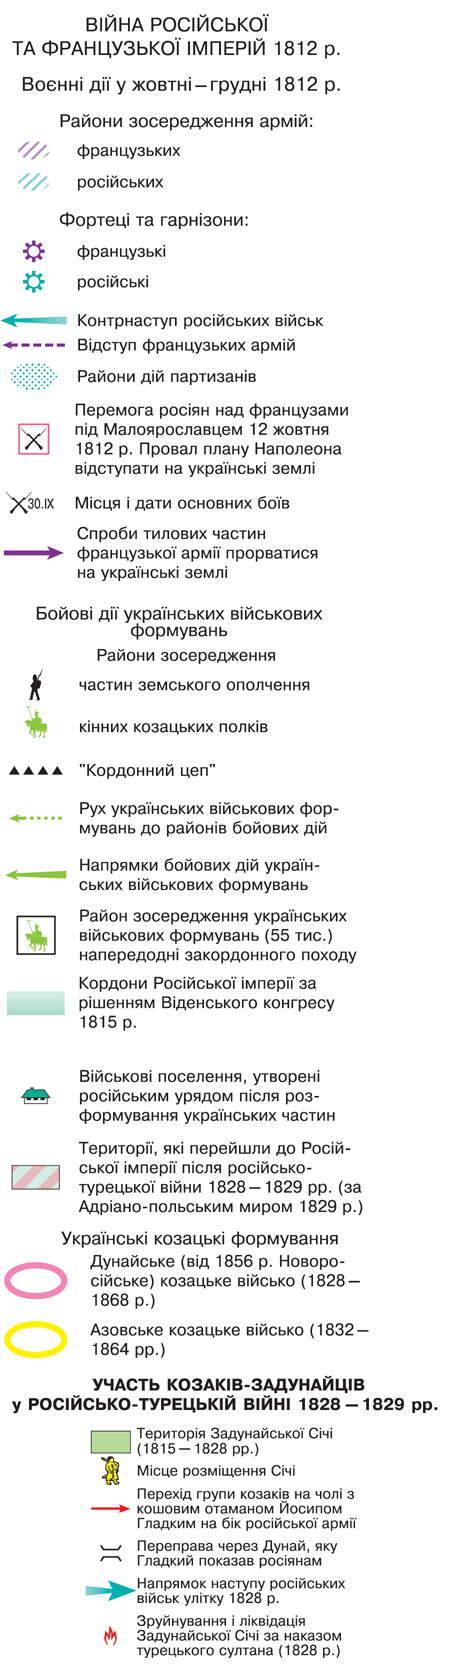 ВІЙНА РОСІЙСЬКОЇ
ТА ФРАНЦУЗЬКОЇ ІМПЕРІЙ 1812 р.
Воєнні дії у жовтні – грудні 1812 р.
Райони зосередження армій:
французьких
російських
Фортеці та гарнізони:
французькі
російські
Контрнаступ російських військ
Відступ французьких армій
Райони дій партизанів
Перемога росіян над французами
під Малоярославцем 12 жовтня
1812 р. Провал плану Наполеона
відступати на українські землі
30.IX Місця і дати основних боїв
Спроби тилових частин
французької армії прорватися
на українські землі
Бойові дії українських військових
формувань
Райони зосередження
частин земського ополчення
кінних козацьких полків
"Кордонний цеп"
Рух українських військових фор-
мувань до районів бойових дій
Напрямки бойових дій україн-
ських військових формувань
Район зосередження українських
військових формувань (55 тис.)
напередодні закордонного походу
Кордони Російської імперії за
рішенням Віденського конгресу
1815 р.
Військові поселення, утворені
російським урядом після роз-
формування українських частин
Території, які перейшли до Росій-
ської імперії після російсько-
турецької війни 1828 – 1829 рр. (за
Адріано-польським миром 1829 р.)
Українські козацькі формування
Дунайське (від 1856 р. Новоро-
сійське) козацьке військо (1828 –
1868 р.)
Азовське козацьке військо (1832 –
1864 рр.)
УЧАСТЬ КОЗАКІВ-ЗАДУНАЙЦІВ
у РОСІЙСЬКО-ТУРЕЦЬКІЙ ВІЙНІ 1828 – 1829 рр.
Територія Задунайської Січі
(1815 – 1828 рр.)
Місце розміщення Січі
Перехід групи козаків на чолі з
кошовим отаманом Йосипом
Гладким на бік російської армії
Переправа через Дунай, яку
Гладкий показав росіянам
Напрямок наступу російських
військ улітку 1828 р.
Зруйнування і ліквідація
Задунайської Січі за наказом
турецького султана (1828 р.)